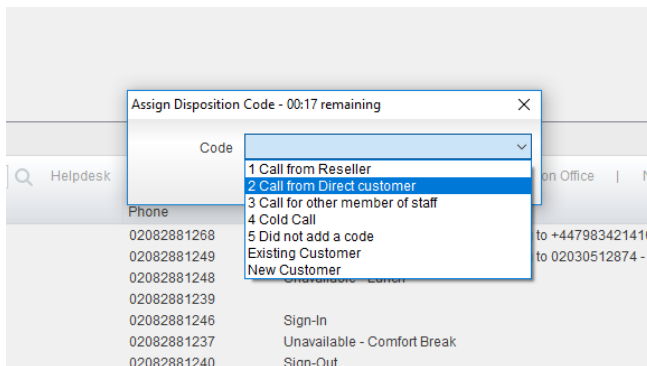 Assign Disposition Code - 00:17 remaining
Code
1 Call from Reseller
2 Call from Direct customer
3 Call for other member of staff
4 Cold Call
5 Did not add a code
Existing Customer
New Customer
Helpdesk
on Office |
Phone
02082881268 to +44798342141
02082881249 to 02030512874 -
02082881248 Unavailable - Lunch
02082881239
02082881246 Sign-In
02082881237 Unavailable - Comfort Break
02082881240 Sign-Out